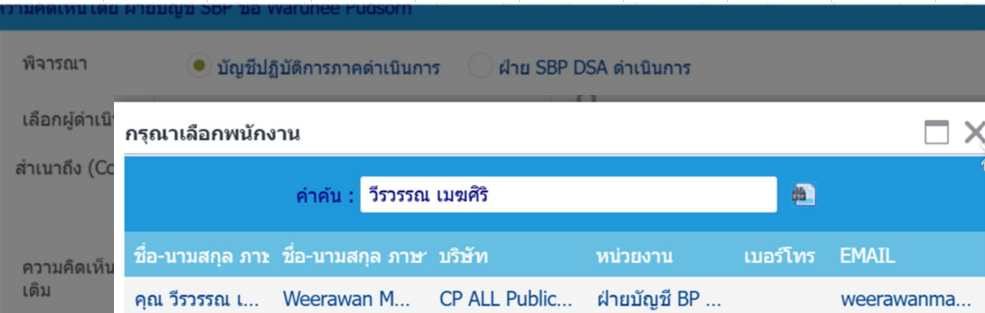 ความคิดเห็นโดย ฝ่ายบัญชี SBP ชื่อ Wardnee Pudsorn
พิจารณา บัญชีปฏิบัติการภาคดำเนินการ ฝ่าย SBP DSA ดำเนินการ
เลือกผู้ดำเนิ
กรุณาเลือกพนักงาน
สำเนาถึง (Co
คำค้น : วีรวรรณ เมฆศิริ
ชื่อ-นามสกุล ภาษ ชื่อ-นามสกุล ภาษ บริษัท หน่วยงาน เบอร์โทร EMAIL
ความคิดเห็น
เติม
คุณ วีรวรรณ เ... Weerawan M... CP ALL Public... ฝ่ายบัญชี BP ... weerawanma...